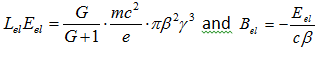 L_{el}E_{el} = \frac{G}{G+1} \cdot \frac{mc^2}{e} \cdot \pi\beta^2\gamma^3 and B_{el} = -\frac{E_{el}}{c\beta}